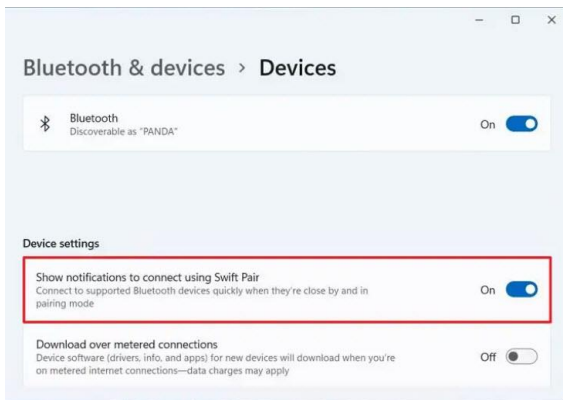 Bluetooth & devices > Devices
Bluetooth
Discoverable as "PANDA"
On
Device settings
Show notifications to connect using Swift Pair
Connect to supported Bluetooth devices quickly when they're close by and in
pairing mode
On
Download over metered connections
Device software (drivers, info, and apps) for new devices will download when you're
on metered internet connections—data charges may apply
Off